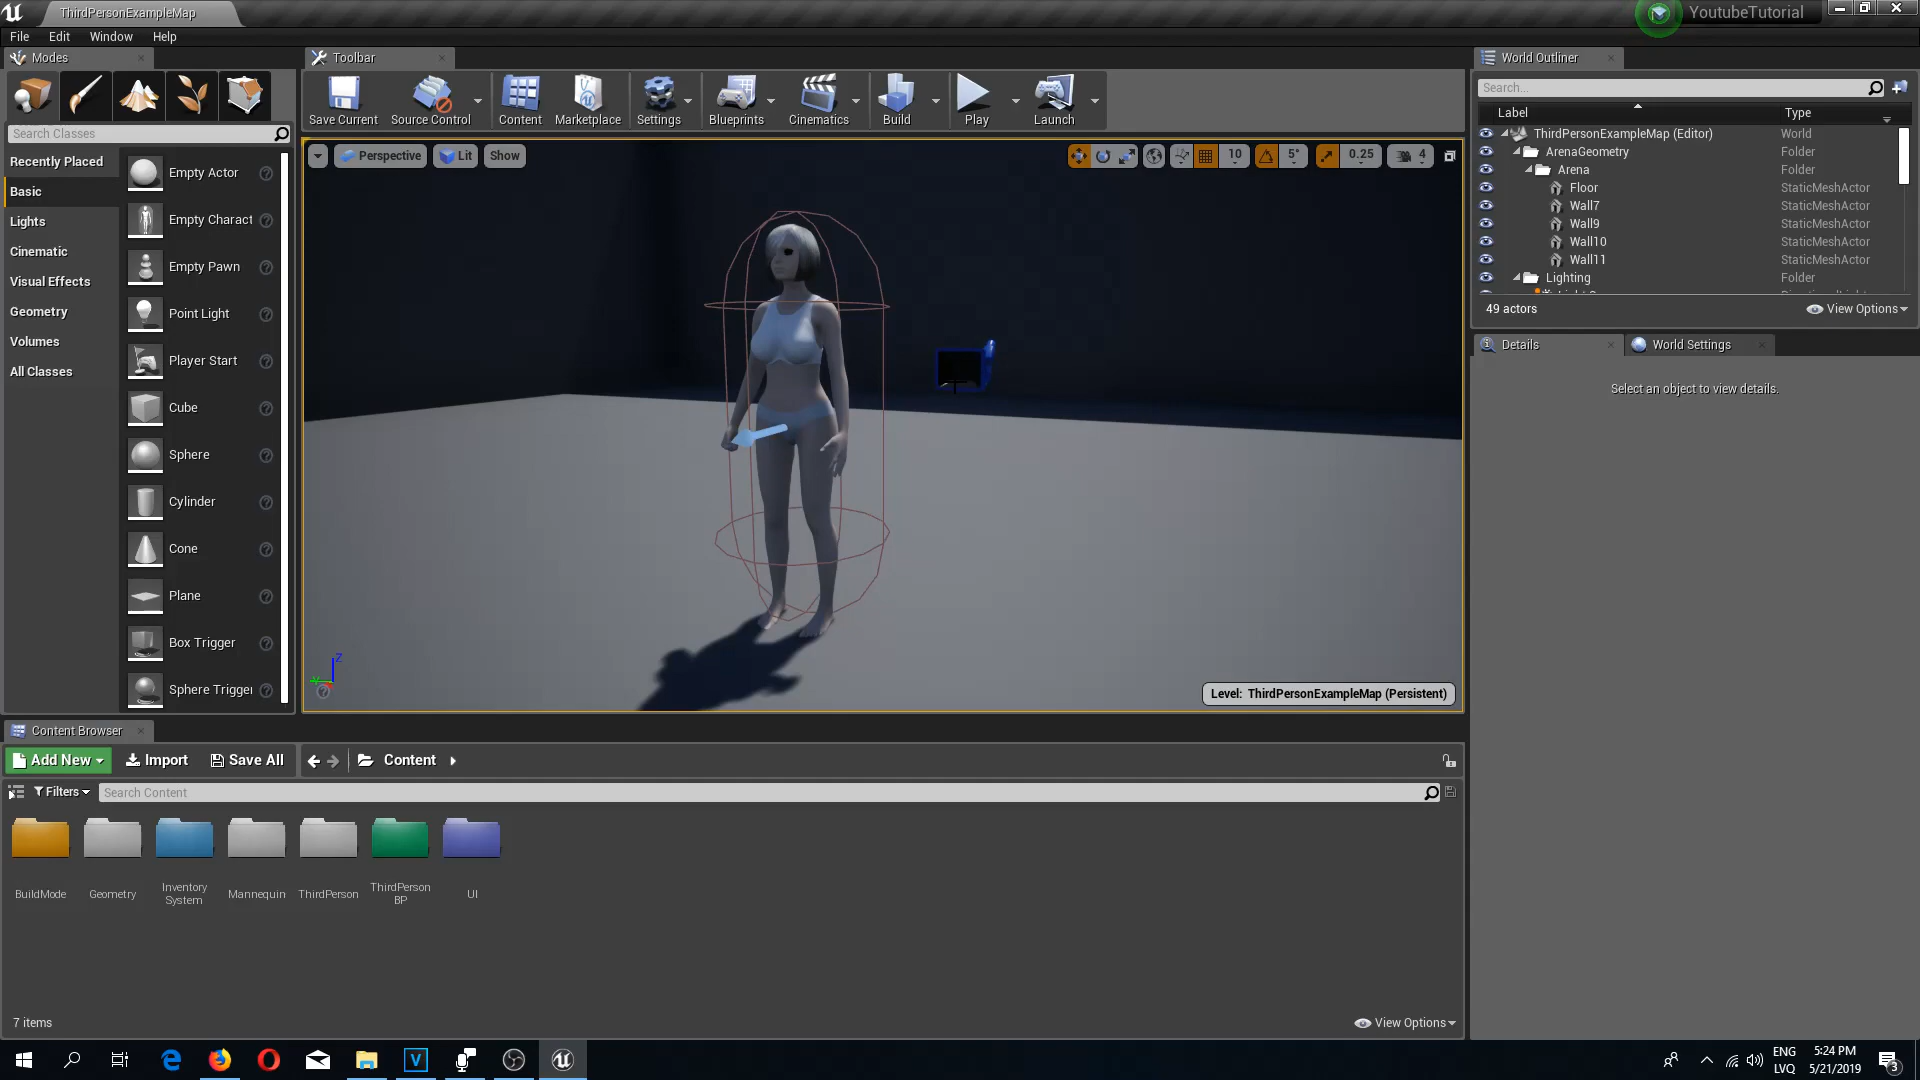 ThirdPersonExampleMap
YoutubeTutorial
File Edit Window Help
Modes
Toolbar
World Outliner
Save Current
Source Control
Content
Marketplace
Settings
Blueprints
Cinematics
Build
Play
Launch
Search Classes
Recently Placed
Basic
Lights
Cinematic
Visual Effects
Geometry
Volumes
All Classes
Empty Actor
Empty Charact
Empty Pawn
Point Light
Player Start
Cube
Sphere
Cylinder
Cone
Plane
Box Trigger
Sphere Trigger
Perspective
Lit
Show
10
5°
0.25
4
Z
Y
Level: ThirdPersonExampleMap (Persistent)
Search...
Label Type
ThirdPersonExampleMap (Editor) World
ArenaGeometry Folder
Arena Folder
Floor StaticMeshActor
Wall7 StaticMeshActor
Wall9 StaticMeshActor
Wall10 StaticMeshActor
Wall11 StaticMeshActor
Lighting Folder
49 actors
View Options
Details
World Settings
Select an object to view details.
Content Browser
Add New
Import
Save All
Content
Filters
Search Content
BuildMode
Geometry
Inventory
System
Mannequin
ThirdPerson
ThirdPerson
BP
UI
7 items
View Options
ENG
LVQ
5:24 PM
5/21/2019
3